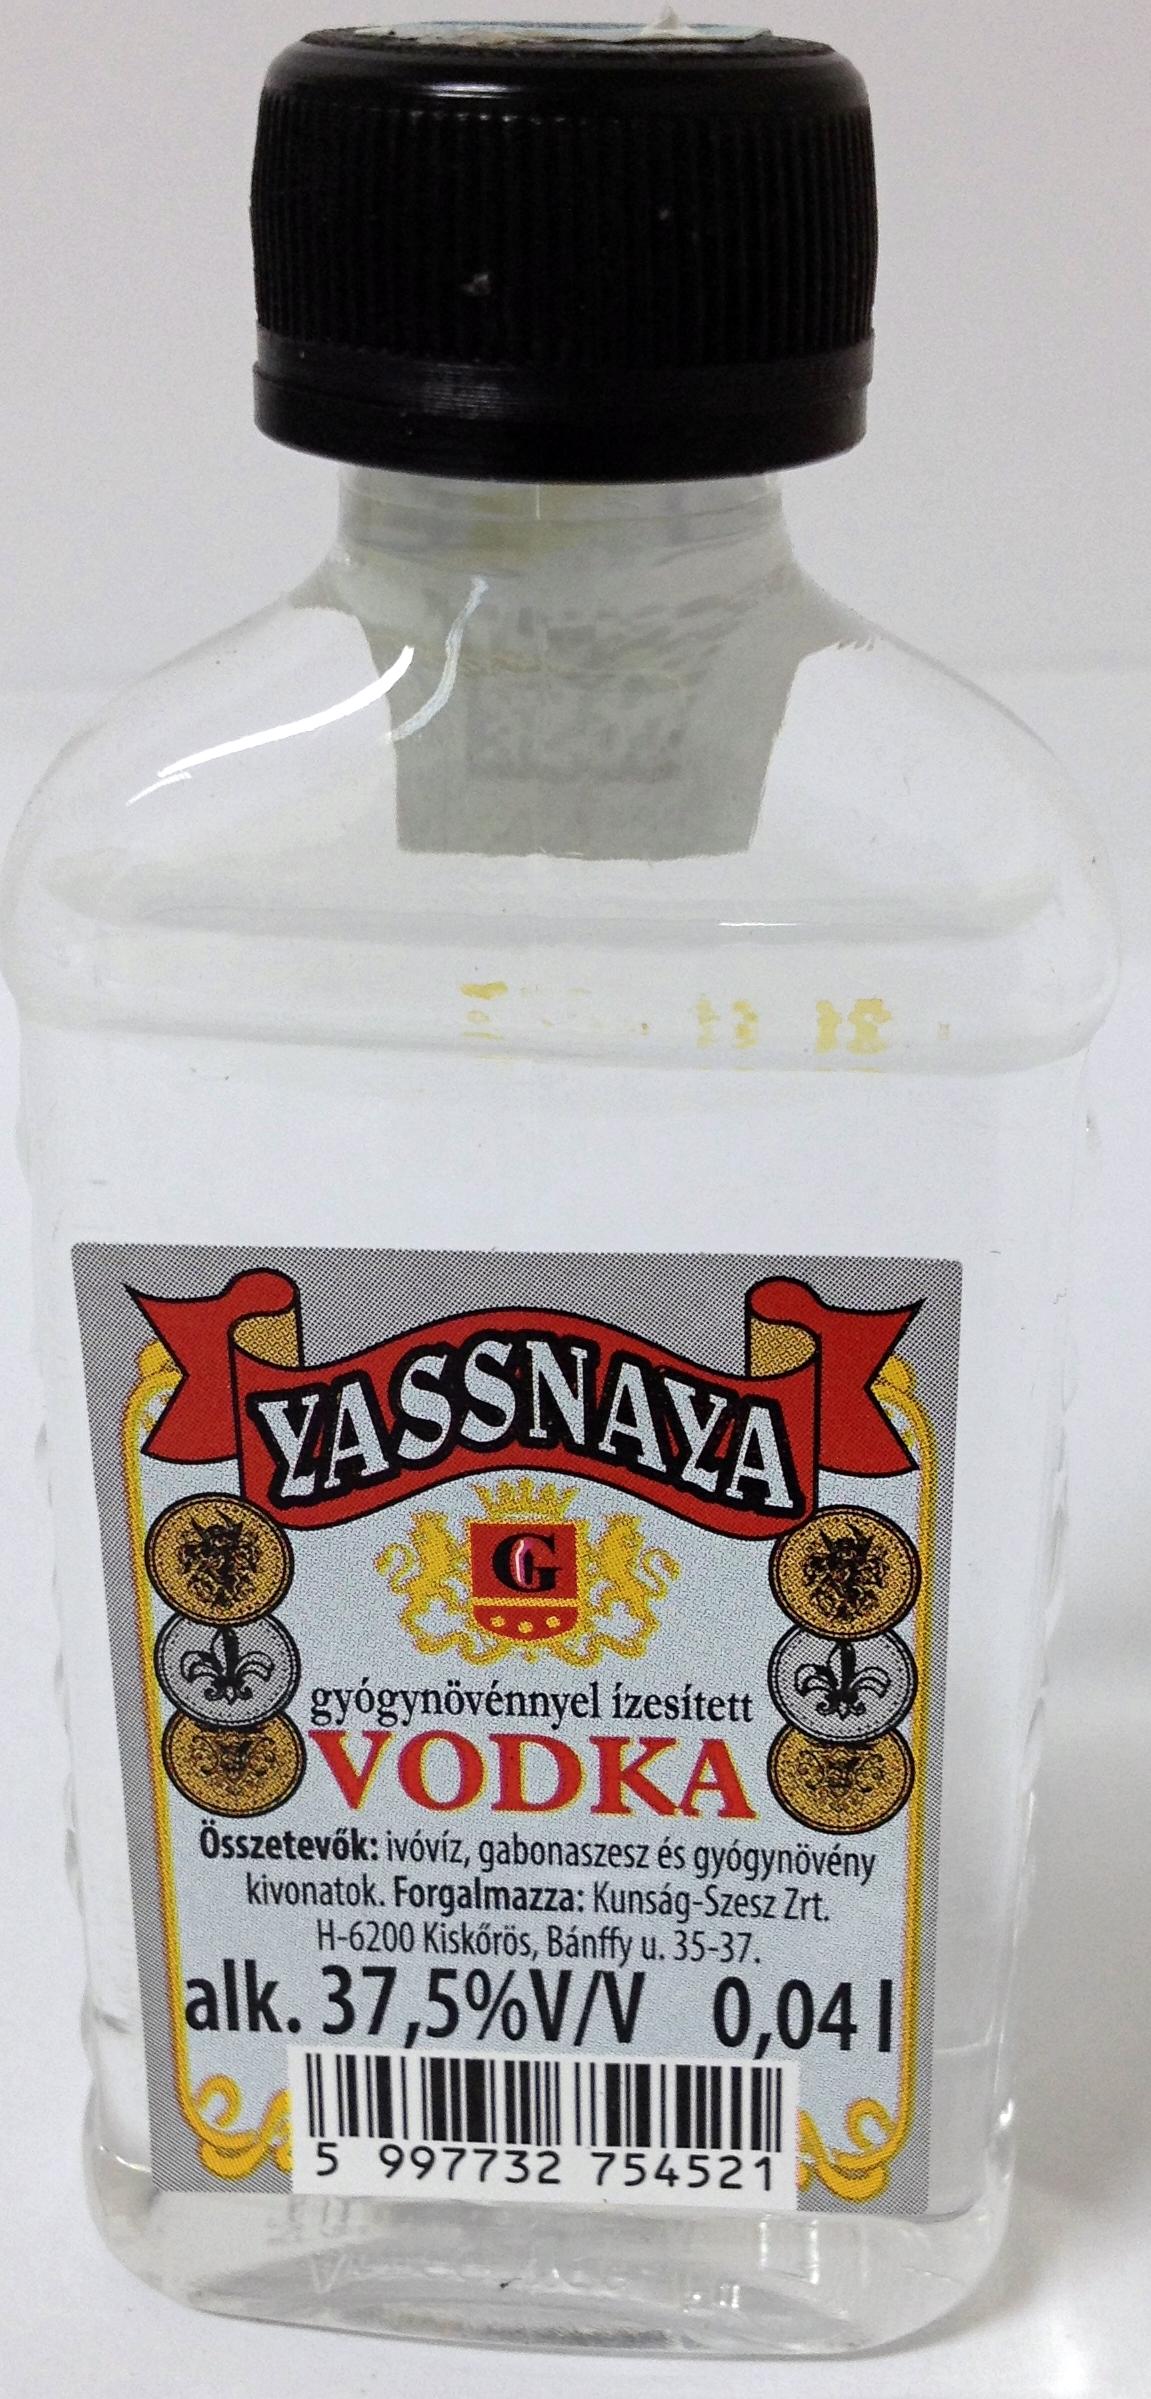 YASSNAYA
G
gyógynövénnyel ízesített
VODKA
Összetevők: ivóvíz, gabonaszesz és gyógynövény
kivonatok. Forgalmazza: Kunság-Szesz Zrt.
H-6200 Kiskőrös, Bánffy u. 35-37.
alk. 37,5%V/V 0,04 l
5 997732 754521